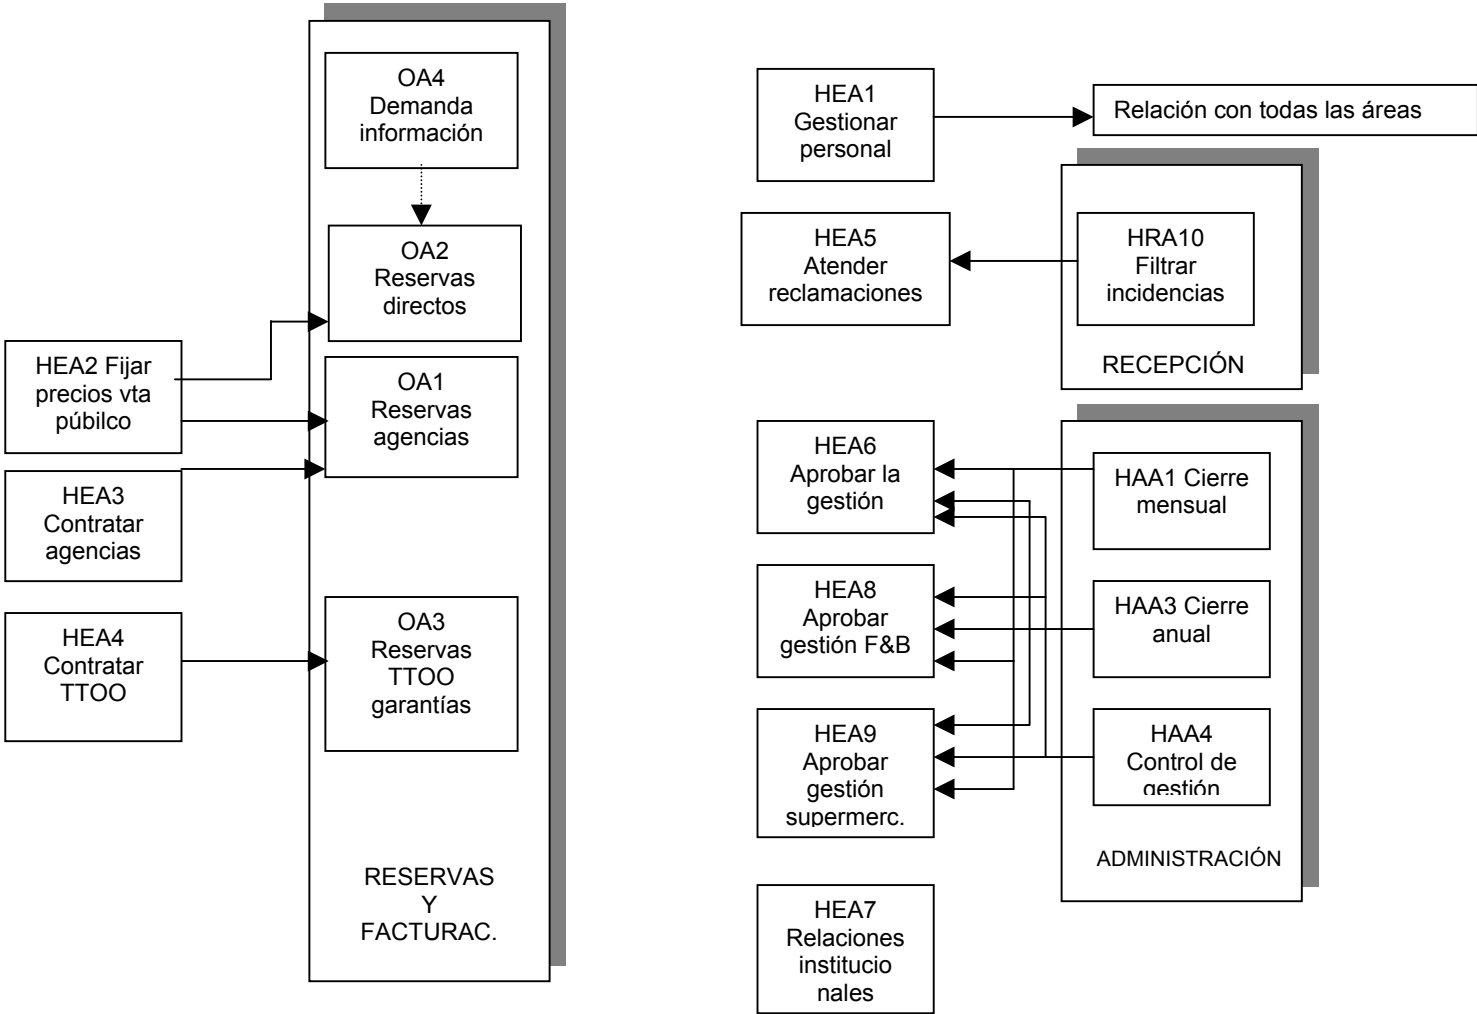 OA4
Demanda
información
OA2
Reservas
directos
HEA2 Fijar
precios vta
púbilco
OA1
Reservas
agencias
HEA3
Contratar
agencias
HEA4
Contratar
TTOO
OA3
Reservas
TTOO
garantías
RESERVAS
Y
FACTURAC.
HEA1
Gestionar
personal
Relación con todas las áreas
HEA5
Atender
reclamaciones
HRA10
Filtrar
incidencias
RECEPCIÓN
HEA6
Aprobar la
gestión
HAA1 Cierre
mensual
HEA8
Aprobar
gestión F&B
HAA3 Cierre
anual
HEA9
Aprobar
gestión
supermerc.
HAA4
Control de
gestión
ADMINISTRACIÓN
HEA7
Relaciones
institucio
nales